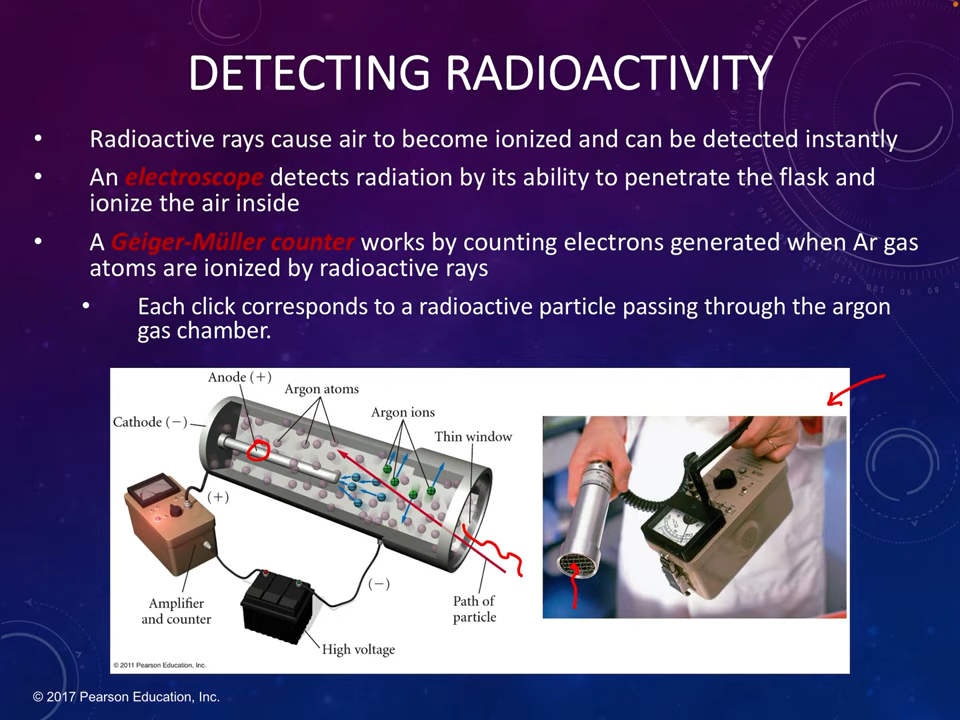 DETECTING RADIOACTIVITY
• Radioactive rays cause air to become ionized and can be detected instantly
• An electroscope detects radiation by its ability to penetrate the flask and
ionize the air inside
• A Geiger-Müller counter works by counting electrons generated when Ar gas
atoms are ionized by radioactive rays
• Each click corresponds to a radioactive particle passing through the argon
gas chamber.
Anode (+)
Argon atoms
Argon ions
Cathode (−)
Thin window
(+)
(−)
Amplifier
and counter
Path of
particle
High voltage
© 2011 Pearson Education, Inc.
© 2017 Pearson Education, Inc.